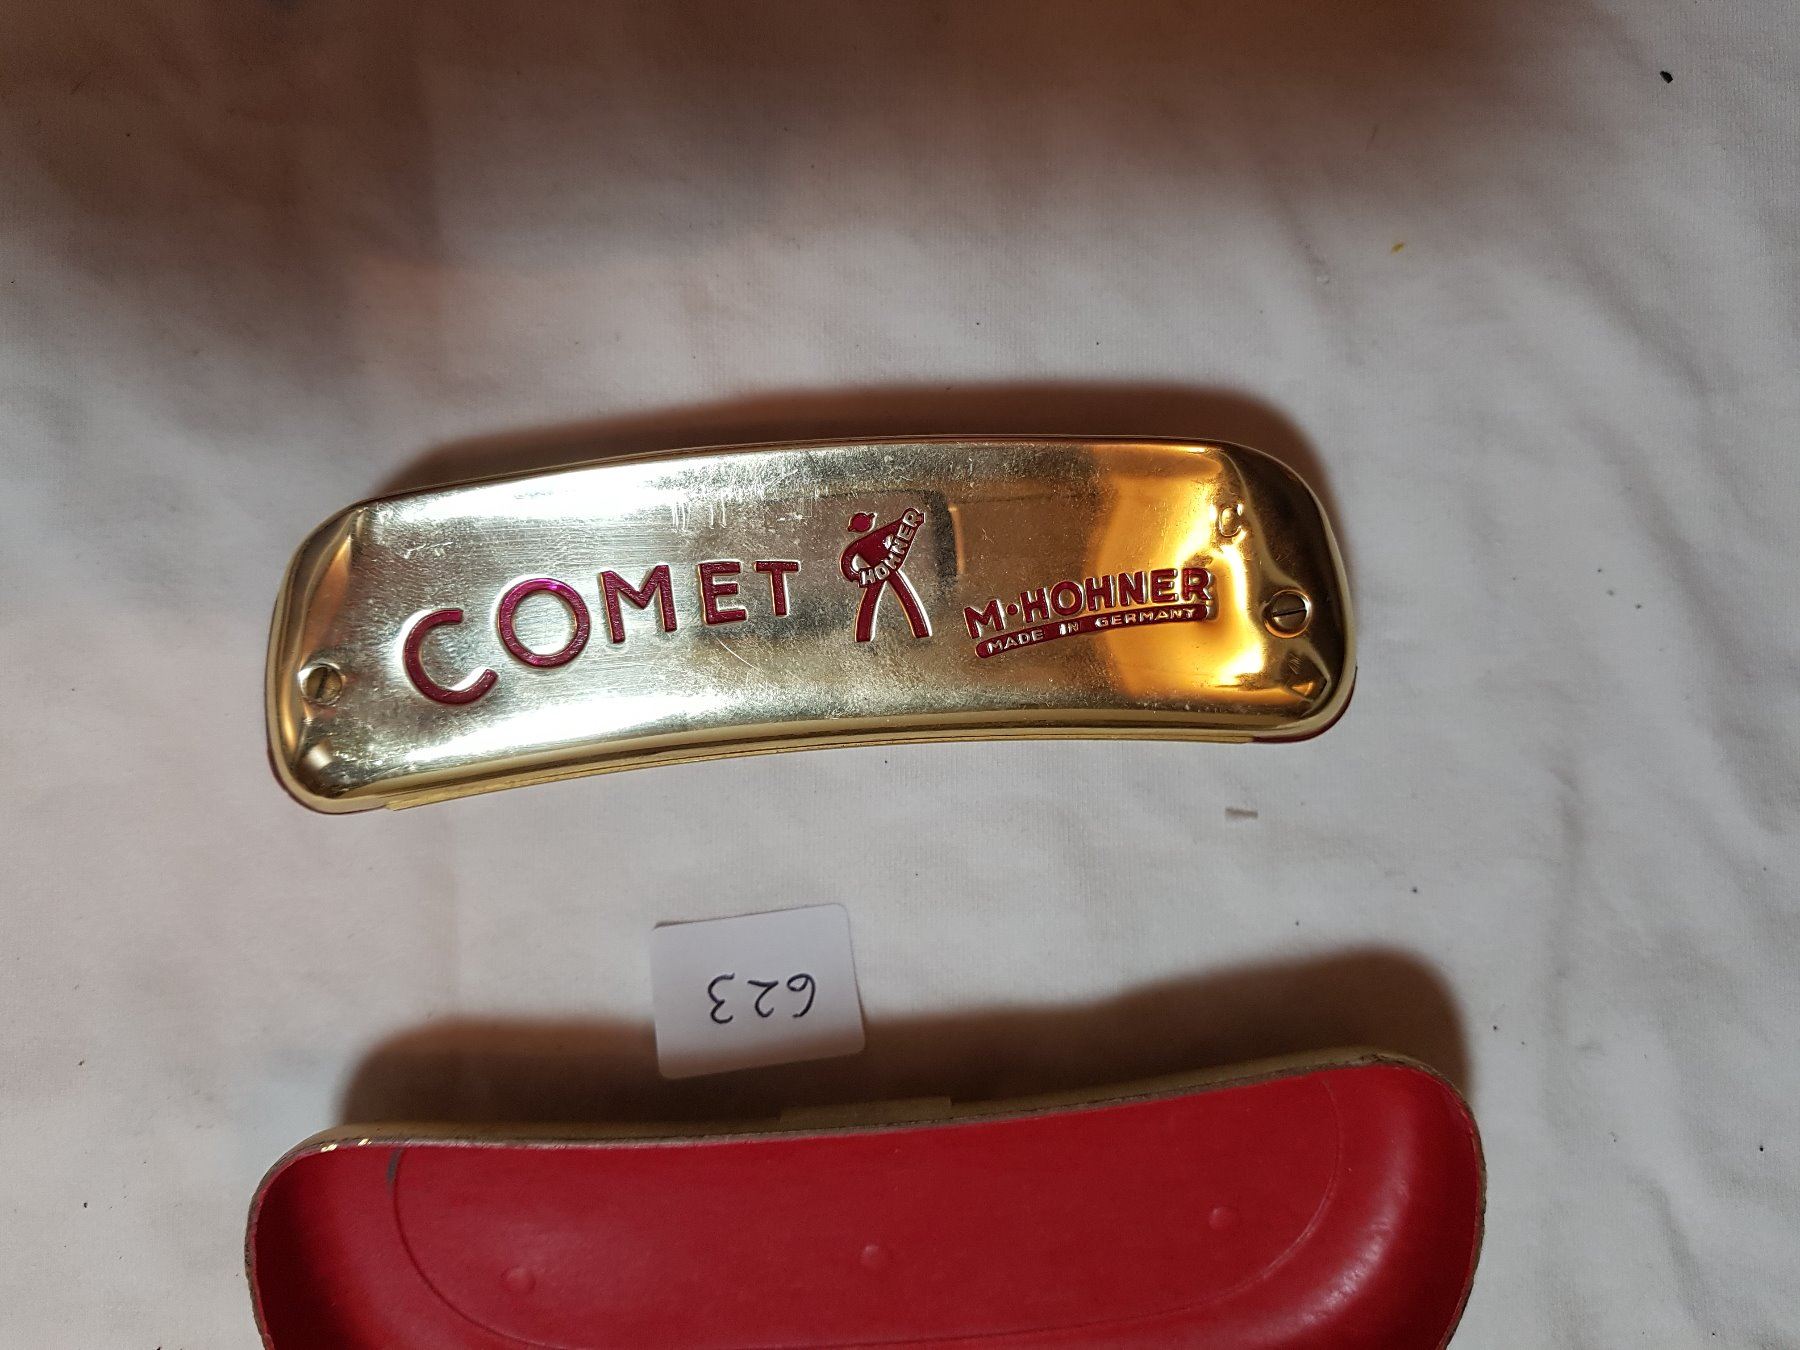 C
COMET
HOHNER
M·HOHNER
MADE IN GERMANY
623